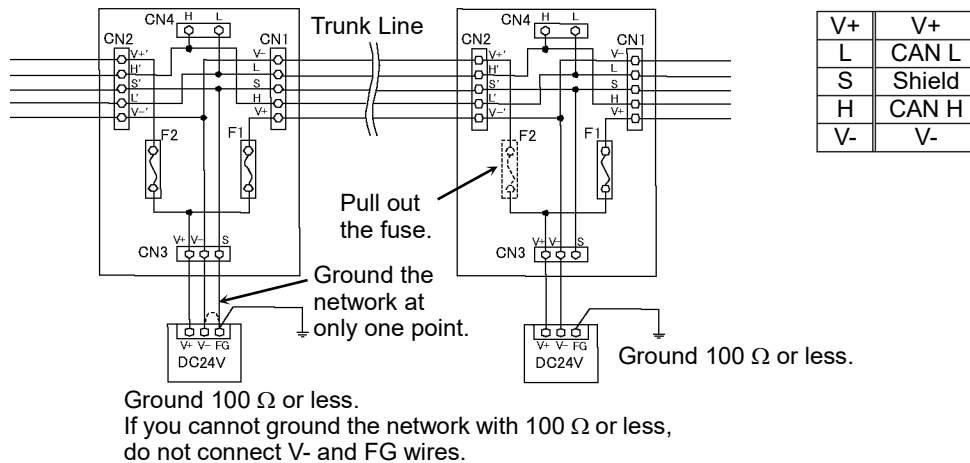 CN4 H L
Trunk Line
CN2 CN1
V+' V-
H' L
S' S
L' H
V-' V+
F2 F1
V+ V- S
CN3
V+ V- FG
DC24V
CN4 H L
CN2 CN1
V+' V-
H' L
S' S
L' H
V-' V+
F2 F1
V+ V- S
CN3
V+ V- FG
DC24V
Pull out
the fuse.
Ground the
network at
only one point.
Ground 100 Ω or less.
Ground 100 Ω or less.
If you cannot ground the network with 100 Ω or less,
do not connect V- and FG wires.
V+ V+
L CAN L
S Shield
H CAN H
V- V-